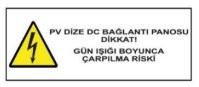 PV DİZE DC BAĞLANTI PANOSU
DİKKAT!
GÜN IŞIĞI BOYUNCA
ÇARPILMA RİSKİ